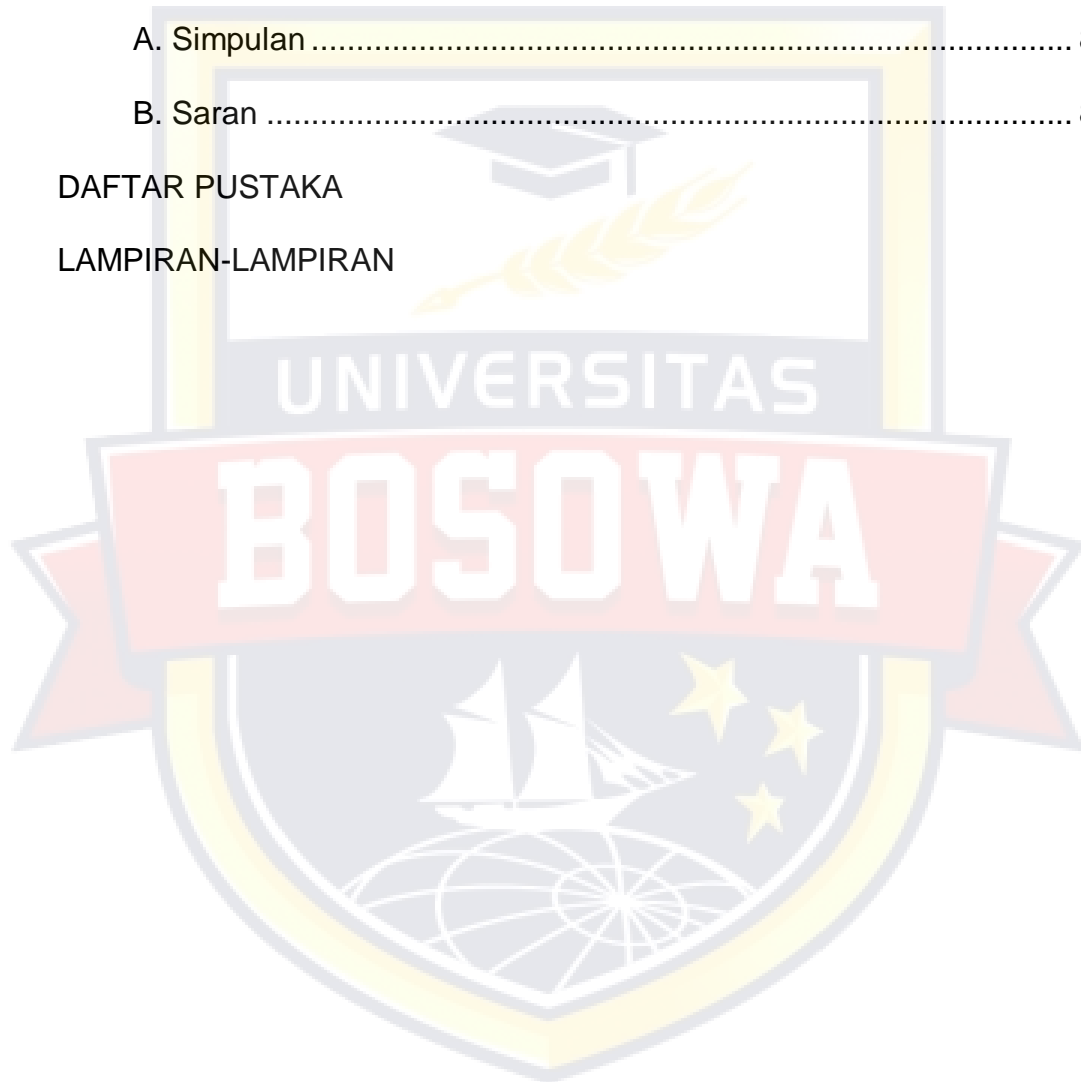 A. Simpulan ....................................................................................
B. Saran .........................................................................................
DAFTAR PUSTAKA
LAMPIRAN-LAMPIRAN
UNIVERSITAS
BOSOWA